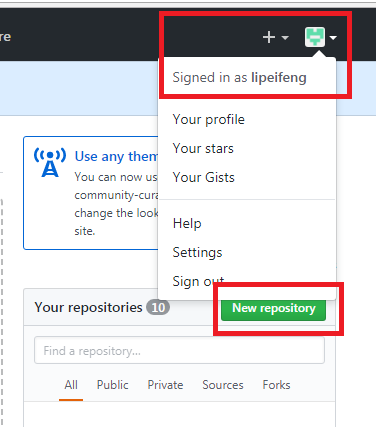 re
Signed in as lipeifeng
Your profile
Your stars
Your Gists
Help
Settings
Sign out
Use any them
You can now us
community-cura
change the look
site.
Your repositories 10
New repository
Find a repository...
All Public Private Sources Forks